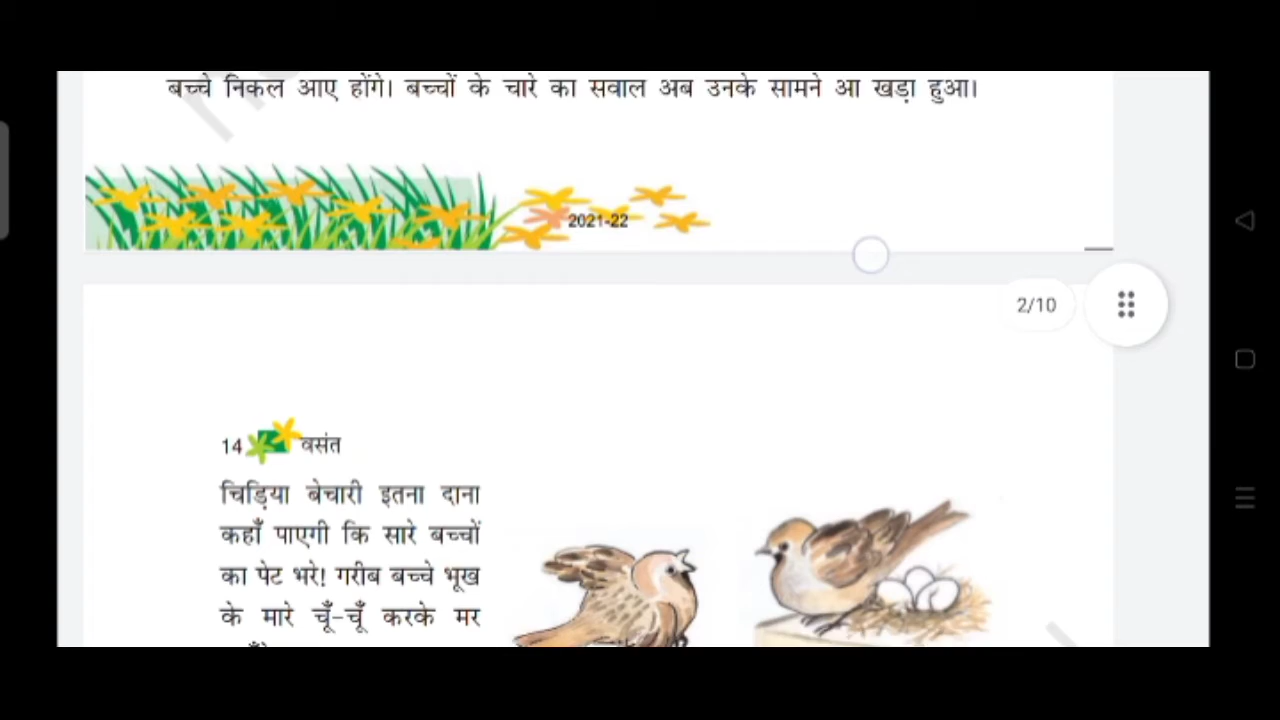 बच्चे निकल आए होंगे। बच्चों के चारे का सवाल अब उनके सामने आ खड़ा हुआ।
2021-22
2/10
14 वसंत
चिड़िया बेचारी इतना दाना
कहाँ पाएगी कि सारे बच्चों
का पेट भरे! गरीब बच्चे भूख
के मारे चूँ-चूँ करके मर